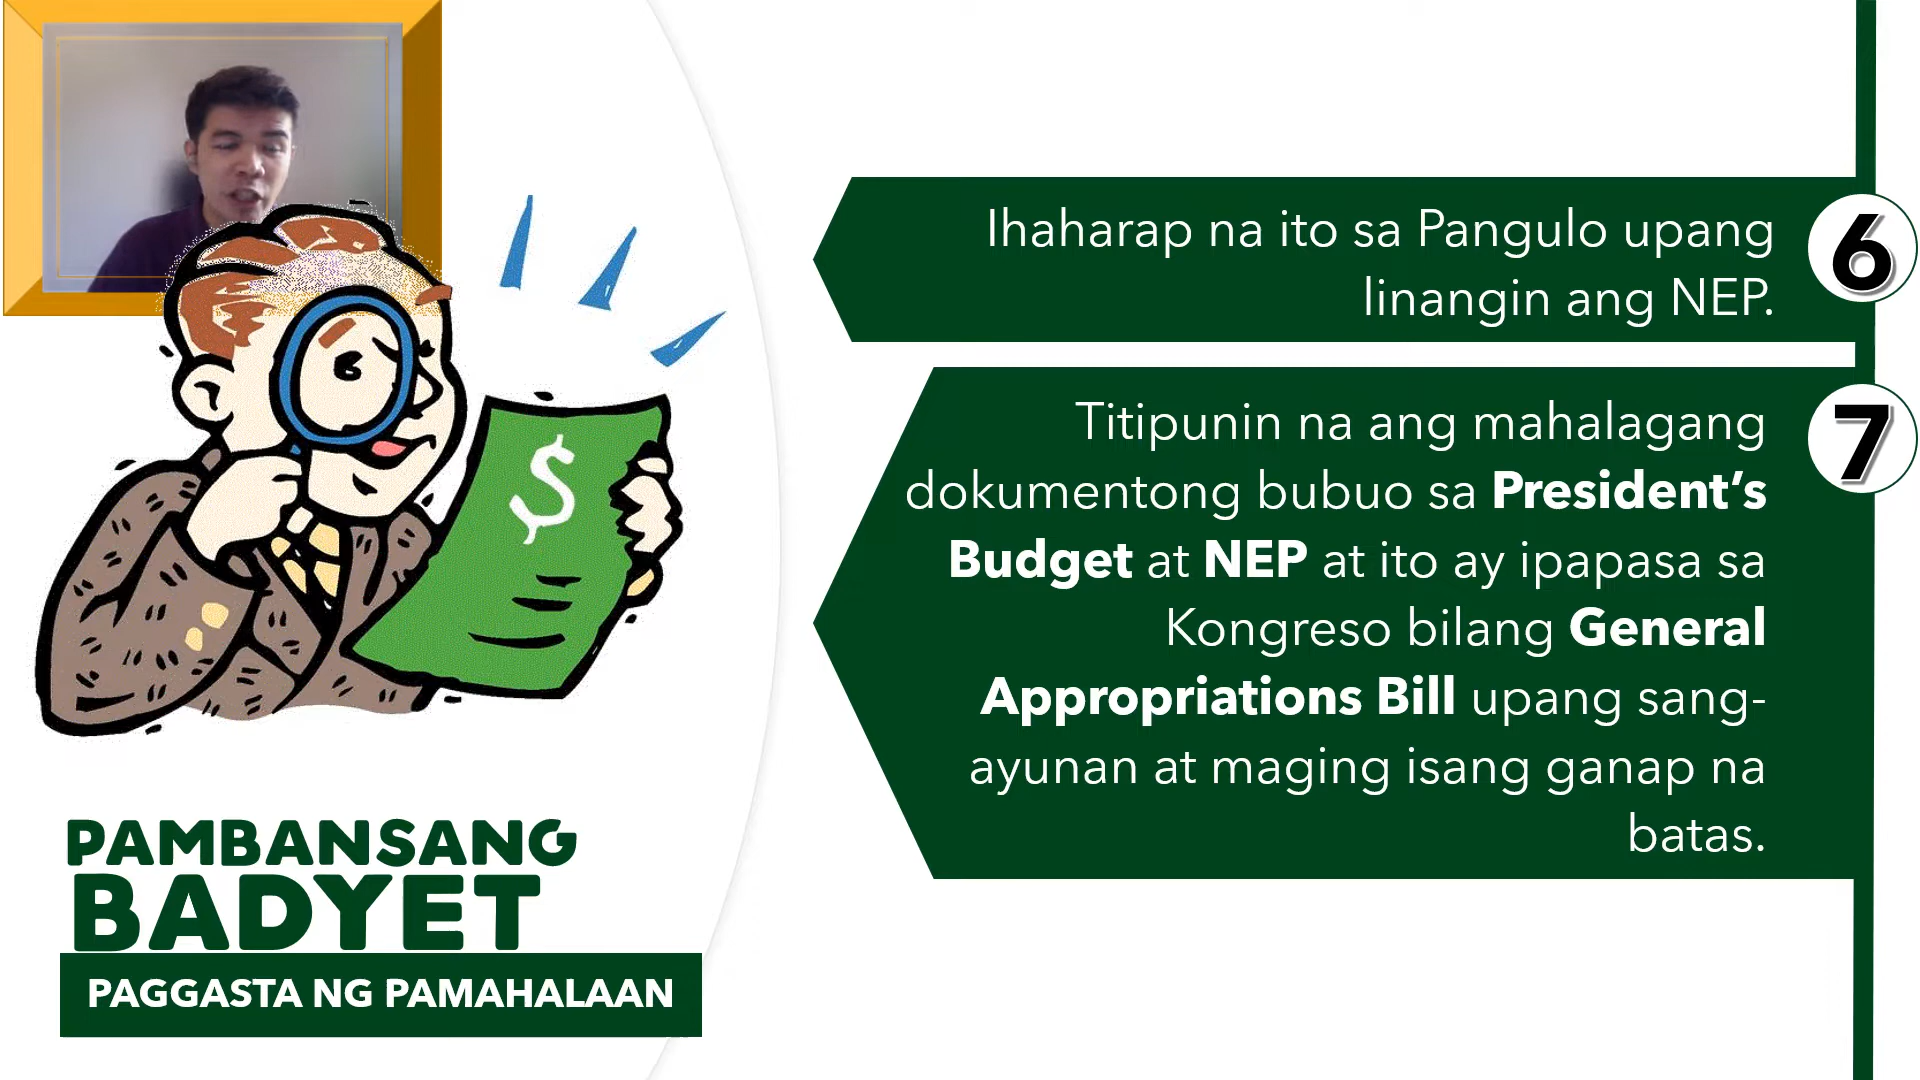 Ihaharap na ito sa Pangulo upang
linangin ang NEP.
6
Titipunin na ang mahalagang
dokumentong bubuo sa President’s
Budget at NEP at ito ay ipapasa sa
Kongreso bilang General
Appropriations Bill upang sang-
ayunan at maging isang ganap na
batas.
7
$
PAMBANSANG
BADYET
PAGGASTA NG PAMAHALAAN